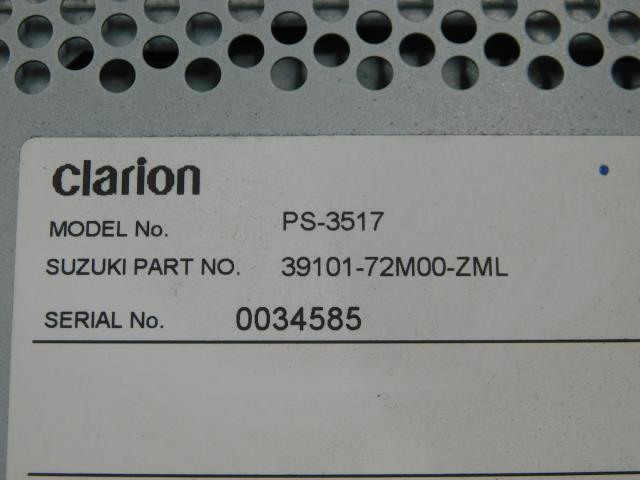 clarion
MODEL No. PS-3517
SUZUKI PART NO. 39101-72M00-ZML
SERIAL No. 0034585